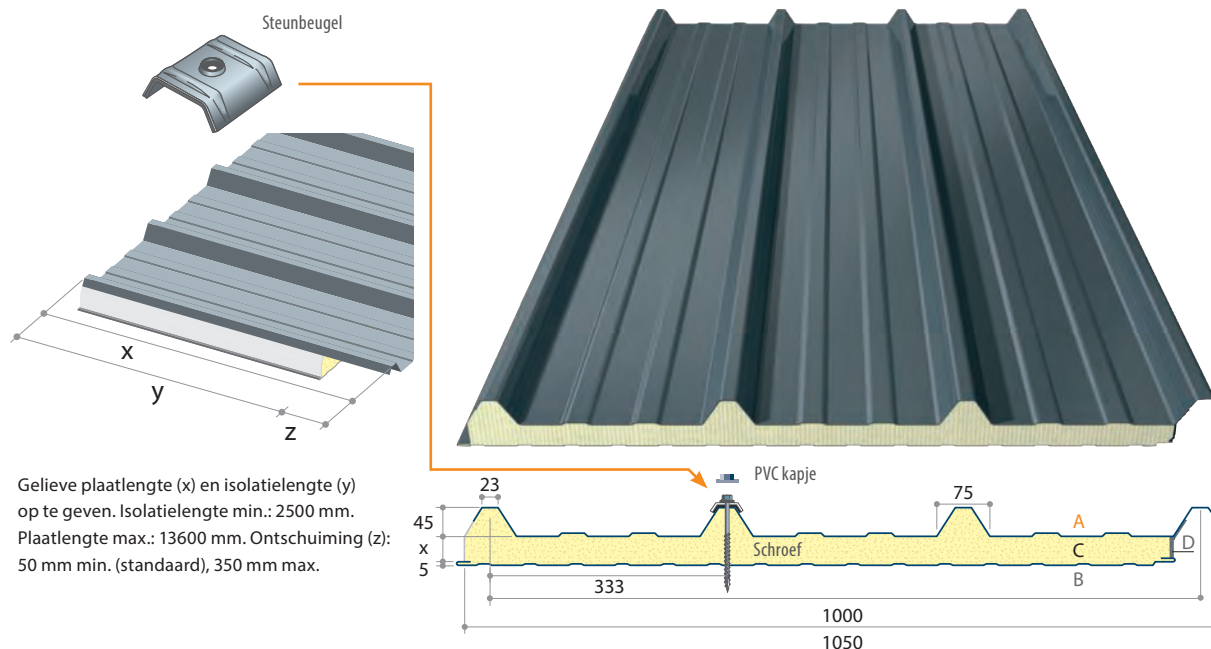 Steunbeugel
x
y
z
Gelieve plaatlengte (x) en isolatielengte (y)
op te geven. Isolatielengte min.: 2500 mm.
Plaatlengte max.: 13600 mm. Ontschuiming (z):
50 mm min. (standaard), 350 mm max.
PVC kapje
23
75
45
A
x
Schroef
C
D
5
B
333
1000
1050